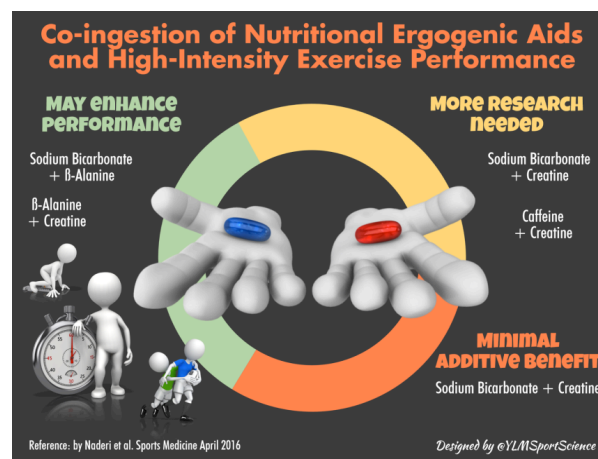 Co-ingestion of Nutritional Ergogenic Aids
and High-Intensity Exercise Performance
MAY ENHANCE
PERFORMANCE
Sodium Bicarbonate
+ ß-Alanine
ß-Alanine
+ Creatine
MORE RESEARCH
NEEDED
Sodium Bicarbonate
+ Creatine
Caffeine
+ Creatine
MINIMAL
ADDITIVE BENEFIT
Sodium Bicarbonate + Creatine
Reference: by Naderi et al. Sports Medicine April 2016
Designed by @YLMSportScience